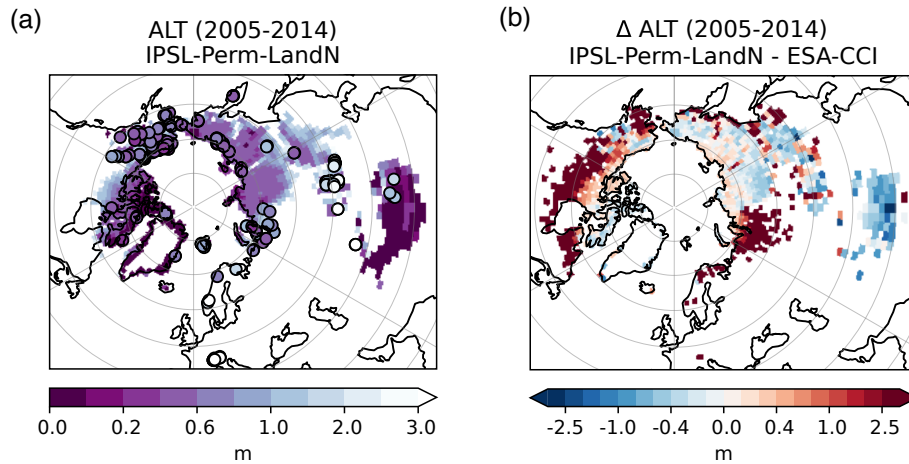 (a)
ALT (2005-2014)
IPSL-Perm-LandN
0.0 0.2 0.6 1.0 2.0 3.0
m
(b)
Δ ALT (2005-2014)
IPSL-Perm-LandN - ESA-CCI
-2.5 -1.0 -0.4 0.0 0.4 1.0 2.5
m